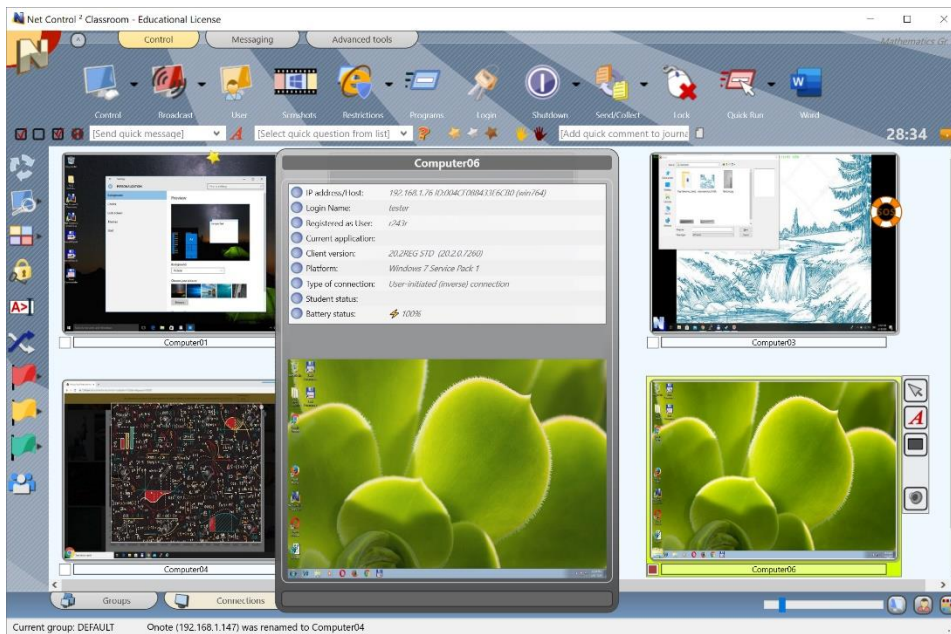 Net Control ² Classroom - Educational License
Control Messaging Advanced tools
Mathematics Gr
N
W
Control Broadcast User Scrnshots Restrictions Programs Login Shutdown Send/Collect Lock Quick Run Word
[Send quick message] A [Select quick question from list] [Add quick comment to journa 28:34
Computer06
IP address/Host: 192.168.1.76 ID:004CFD8B433E6CB0 (win764)
Login Name: tester
Registered as User: r243r
Current application:
Client version: 20.2REG STD (20.2.0.7260)
Platform: Windows 7 Service Pack 1
Type of connection: User-initiated (inverse) connection
Student status:
Battery status: 100%
SOS
A>
Computer01
Computer03
A
Computer04
Computer06
Groups Connections
Current group: DEFAULT Onote (192.168.1.147) was renamed to Computer04